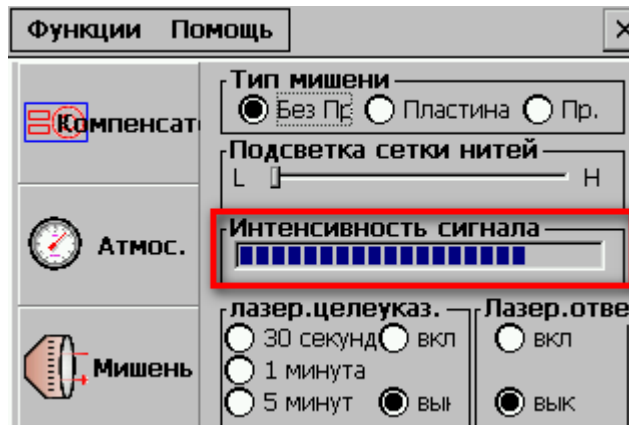 Функции Помощь
Компенсат
Атмос.
Мишень
Тип мишени
Без Пр Пластина Пр.
Подсветка сетки нитей
L H
Интенсивность сигнала
лазер.целеуказ. Лазер.отве
30 секунд вкл вкл
1 минута
5 минут вык вык